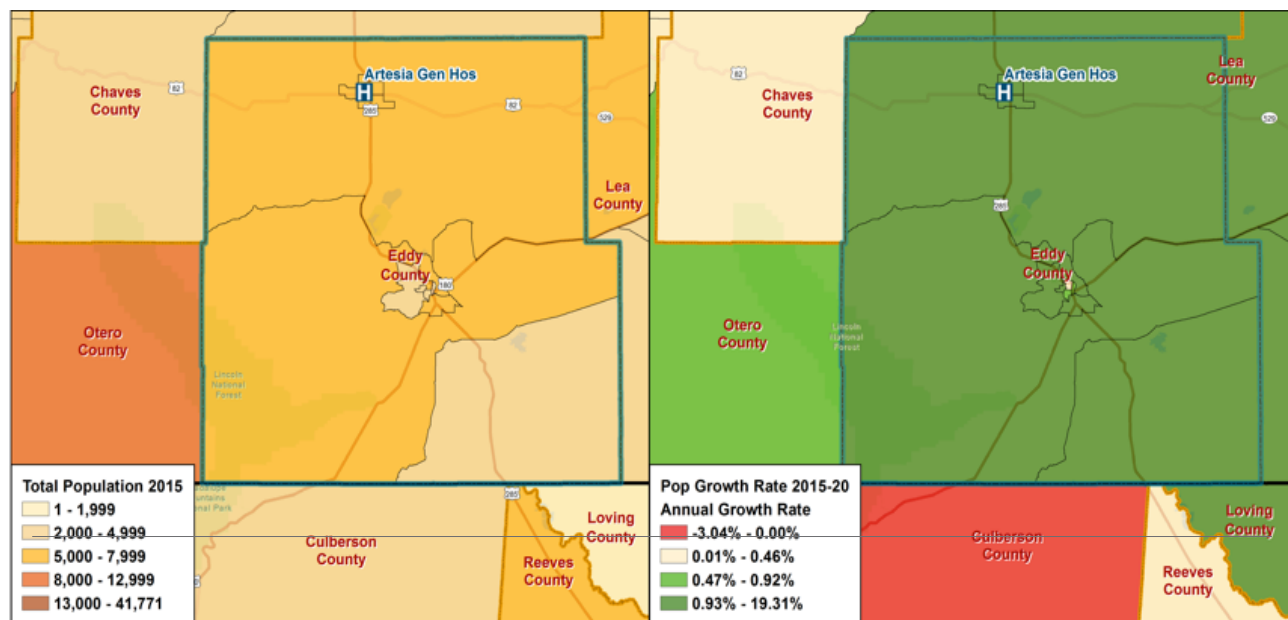 Artesia Gen Hos
H
82
Chaves
County
285
82
529
Lea
County
Eddy
County
180
Otero
County
Lincoln
National
Forest
Total Population 2015
1 - 1,999
2,000 - 4,999
5,000 - 7,999
8,000 - 12,999
13,000 - 41,771
285
Culberson
County
Loving
County
Reeves
County
Lea
County
Artesia Gen Hos
H
82
Chaves
County
82
529
285
Eddy
County
Otero
County
Lincoln
National
Forest
Pop Growth Rate 2015-20
Annual Growth Rate
-3.04% - 0.00%
0.01% - 0.46%
0.47% - 0.92%
0.93% - 19.31%
Culberson
County
Loving
County
Reeves
County